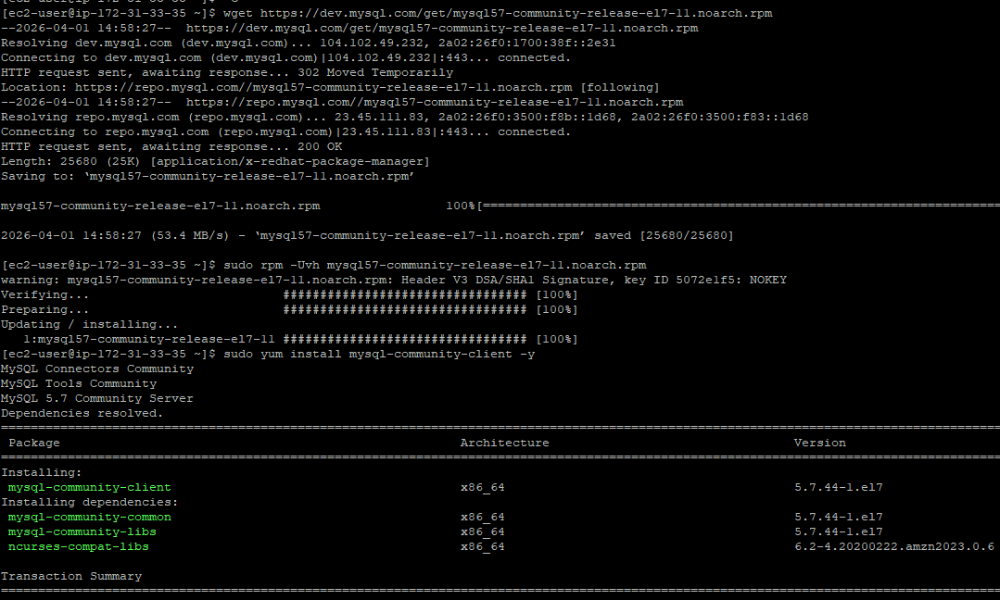 [ec2-user@ip-172-31-33-35 ~]$ wget https://dev.mysql.com/get/mysql57-community-release-el7-11.noarch.rpm
--2026-04-01 14:58:27--  https://dev.mysql.com/get/mysql57-community-release-el7-11.noarch.rpm
Resolving dev.mysql.com (dev.mysql.com)... 104.102.49.232, 2a02:26f0:1700:38f::2e31
Connecting to dev.mysql.com (dev.mysql.com)|104.102.49.232|:443... connected.
HTTP request sent, awaiting response... 302 Moved Temporarily
Location: https://repo.mysql.com//mysql57-community-release-el7-11.noarch.rpm [following]
--2026-04-01 14:58:27--  https://repo.mysql.com//mysql57-community-release-el7-11.noarch.rpm
Resolving repo.mysql.com (repo.mysql.com)... 23.45.111.83, 2a02:26f0:3500:f8b::1d68, 2a02:26f0:3500:f83::1d68
Connecting to repo.mysql.com (repo.mysql.com)|23.45.111.83|:443... connected.
HTTP request sent, awaiting response... 200 OK
Length: 25680 (25K) [application/x-redhat-package-manager]
Saving to: ‘mysql57-community-release-el7-11.noarch.rpm’
mysql57-community-release-el7-11.noarch.rpm 100%[======================================================================
2026-04-01 14:58:27 (53.4 MB/s) - ‘mysql57-community-release-el7-11.noarch.rpm’ saved [25680/25680]
[ec2-user@ip-172-31-33-35 ~]$ sudo rpm -Uvh mysql57-community-release-el7-11.noarch.rpm
warning: mysql57-community-release-el7-11.noarch.rpm: Header V3 DSA/SHA1 Signature, key ID 5072e1f5: NOKEY
Verifying... ################################# [100%]
Preparing... ################################# [100%]
Updating / installing...
1:mysql57-community-release-el7-11 ################################# [100%]
[ec2-user@ip-172-31-33-35 ~]$ sudo yum install mysql-community-client -y
MySQL Connectors Community
MySQL Tools Community
MySQL 5.7 Community Server
Dependencies resolved.
Package Architecture Version
Installing:
mysql-community-client x86_64 5.7.44-1.el7
Installing dependencies:
mysql-community-common x86_64 5.7.44-1.el7
mysql-community-libs x86_64 5.7.44-1.el7
ncurses-compat-libs x86_64 6.2-4.20200222.amzn2023.0.6
Transaction Summary